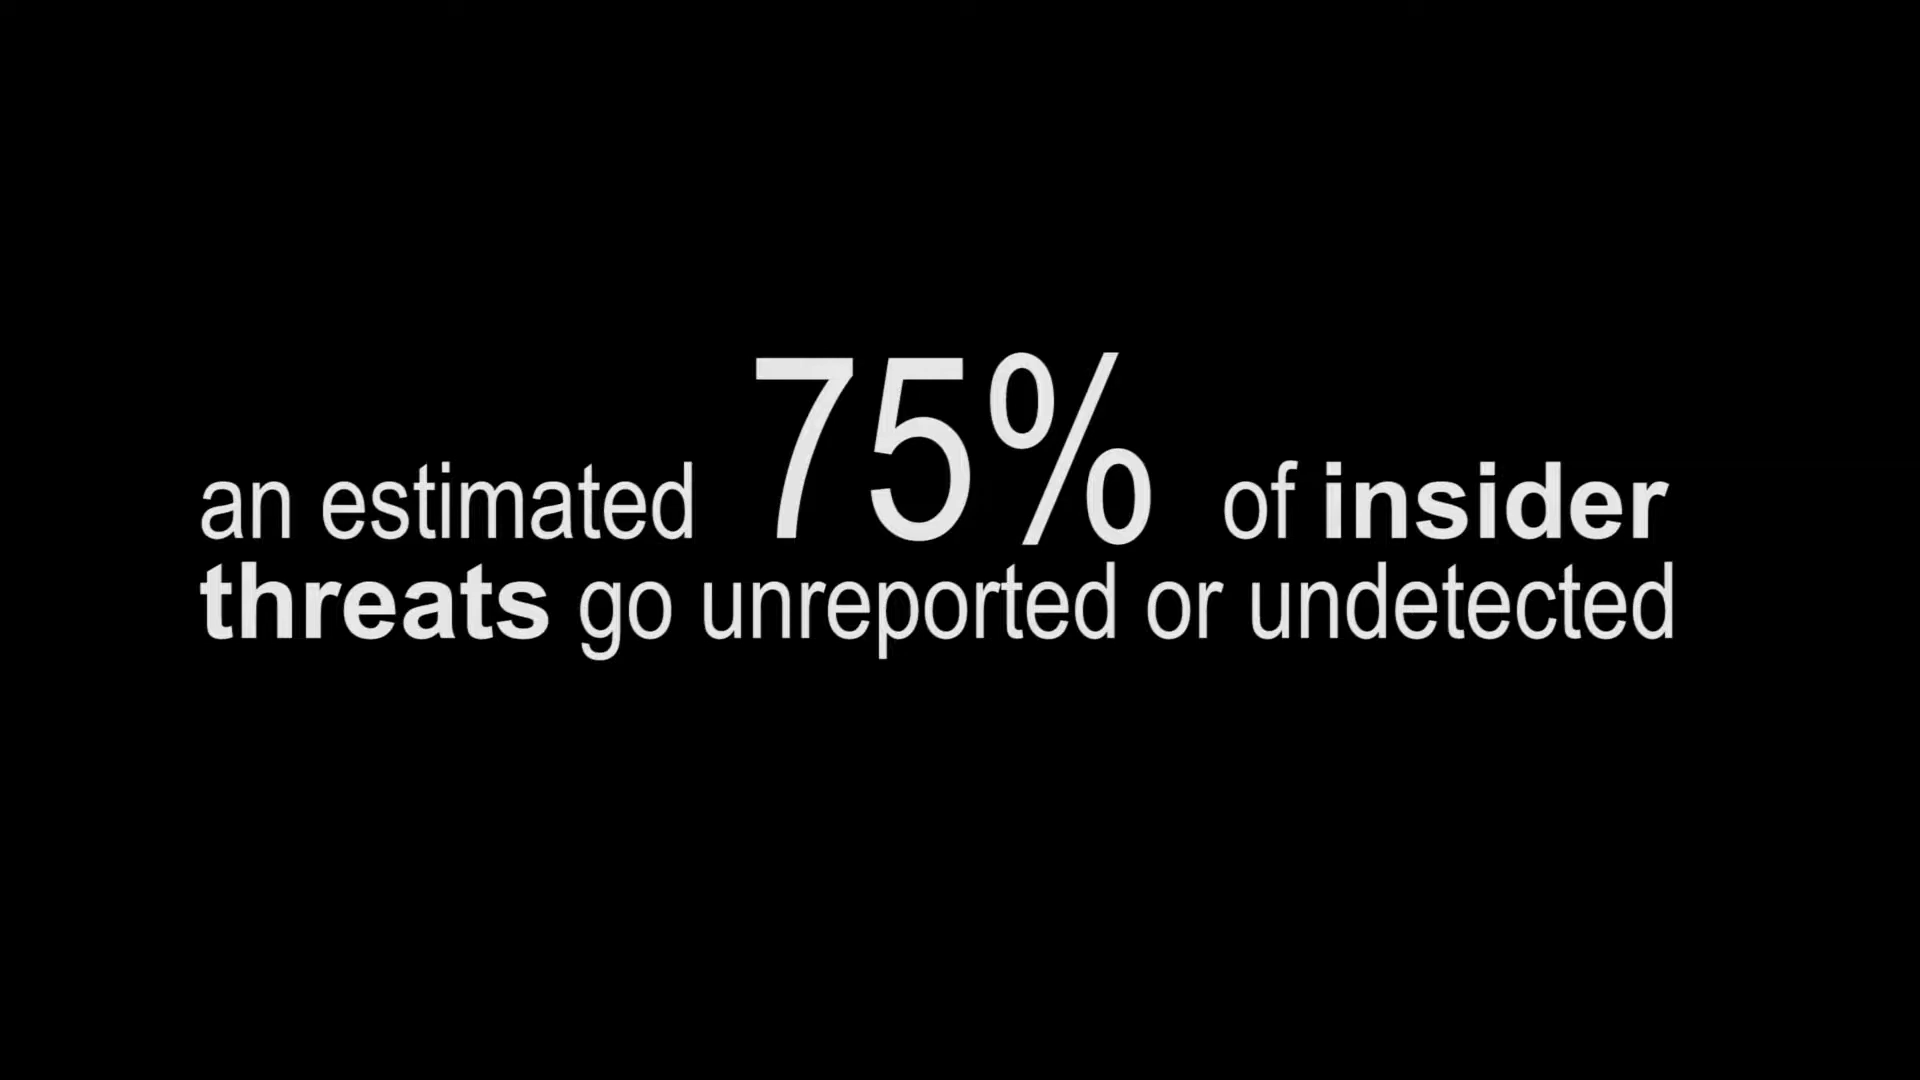 an estimated 75% of insider
threats go unreported or undetected